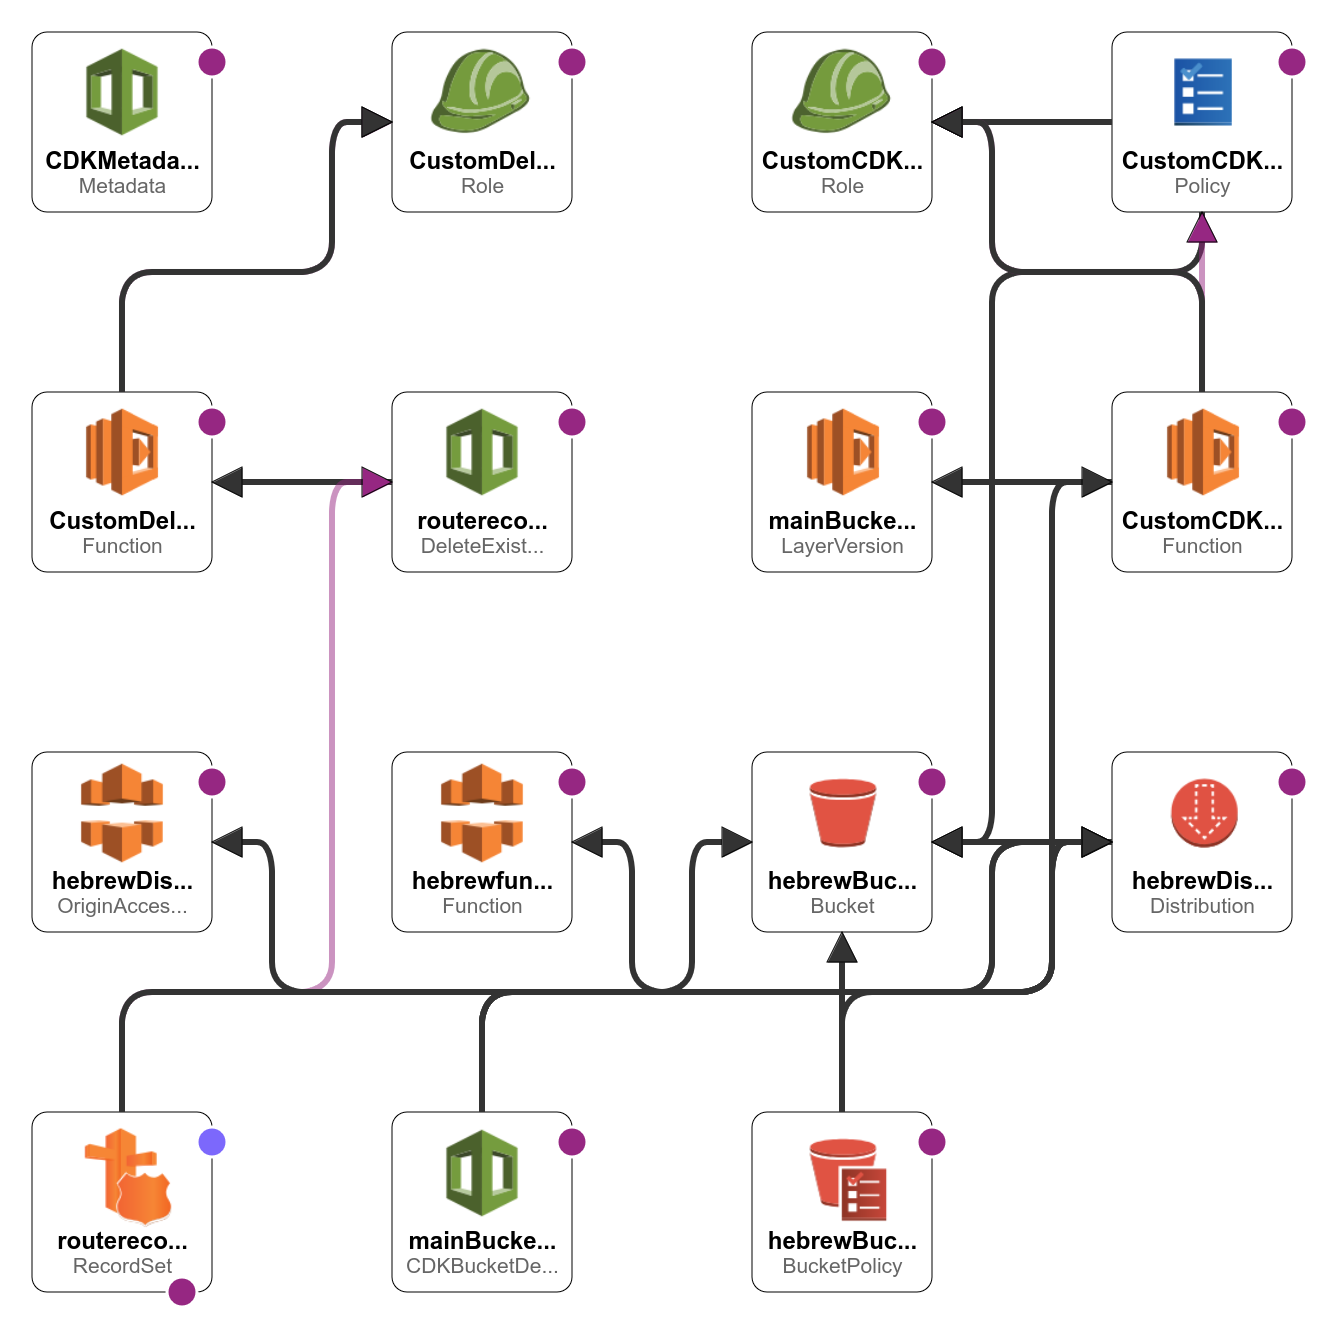 CDKMetada...
Metadata
CustomDel...
Role
CustomCDK...
Role
CustomCDK...
Policy
CustomDel...
Function
routereco...
DeleteExist...
mainBucke...
LayerVersion
CustomCDK...
Function
hebrewDis...
OriginAcces...
hebrewfun...
Function
hebrewBuc...
Bucket
hebrewDis...
Distribution
routereco...
RecordSet
mainBucke...
CDKBucketDe...
hebrewBuc...
BucketPolicy